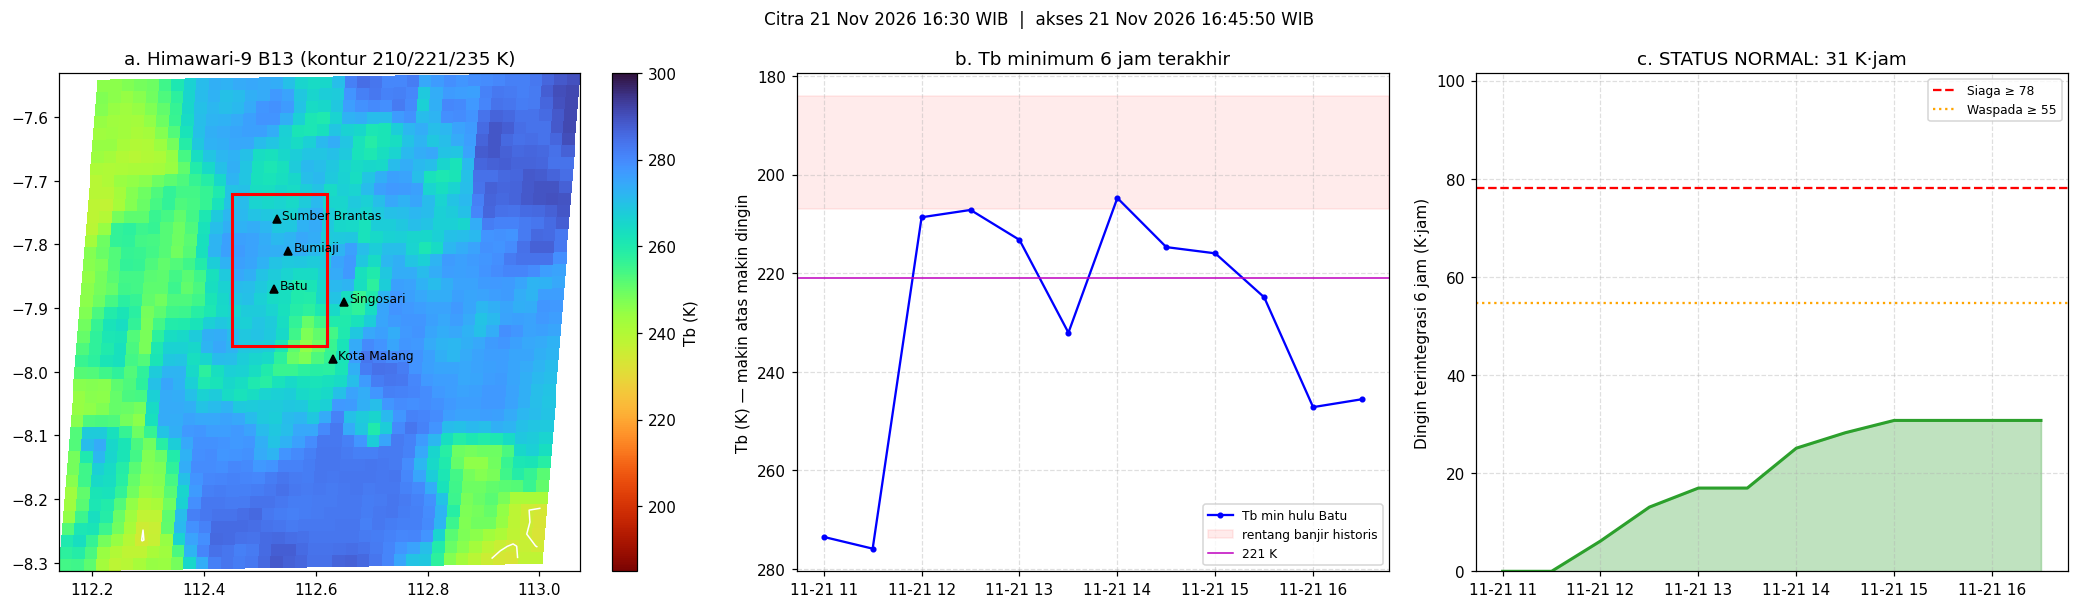 Citra 21 Nov 2026 16:30 WIB  |  akses 21 Nov 2026 16:45:50 WIB
a. Himawari-9 B13 (kontur 210/221/235 K)
−7.6
−7.7
−7.8
−7.9
−8.0
−8.1
−8.2
−8.3
112.2
112.4
112.6
112.8
113.0
Sumber Brantas
Bumiaji
Batu
Singosari
Kota Malang
300
280
260
240
220
200
Tb (K)
b. Tb minimum 6 jam terakhir
Tb (K) — makin atas makin dingin
180
200
220
240
260
280
11-21 11
11-21 12
11-21 13
11-21 14
11-21 15
11-21 16
Tb min hulu Batu
rentang banjir historis
221 K
c. STATUS NORMAL: 31 K·jam
Dingin terintegrasi 6 jam (K·jam)
100
80
60
40
20
0
11-21 11
11-21 12
11-21 13
11-21 14
11-21 15
11-21 16
Siaga ≥ 78
Waspada ≥ 55